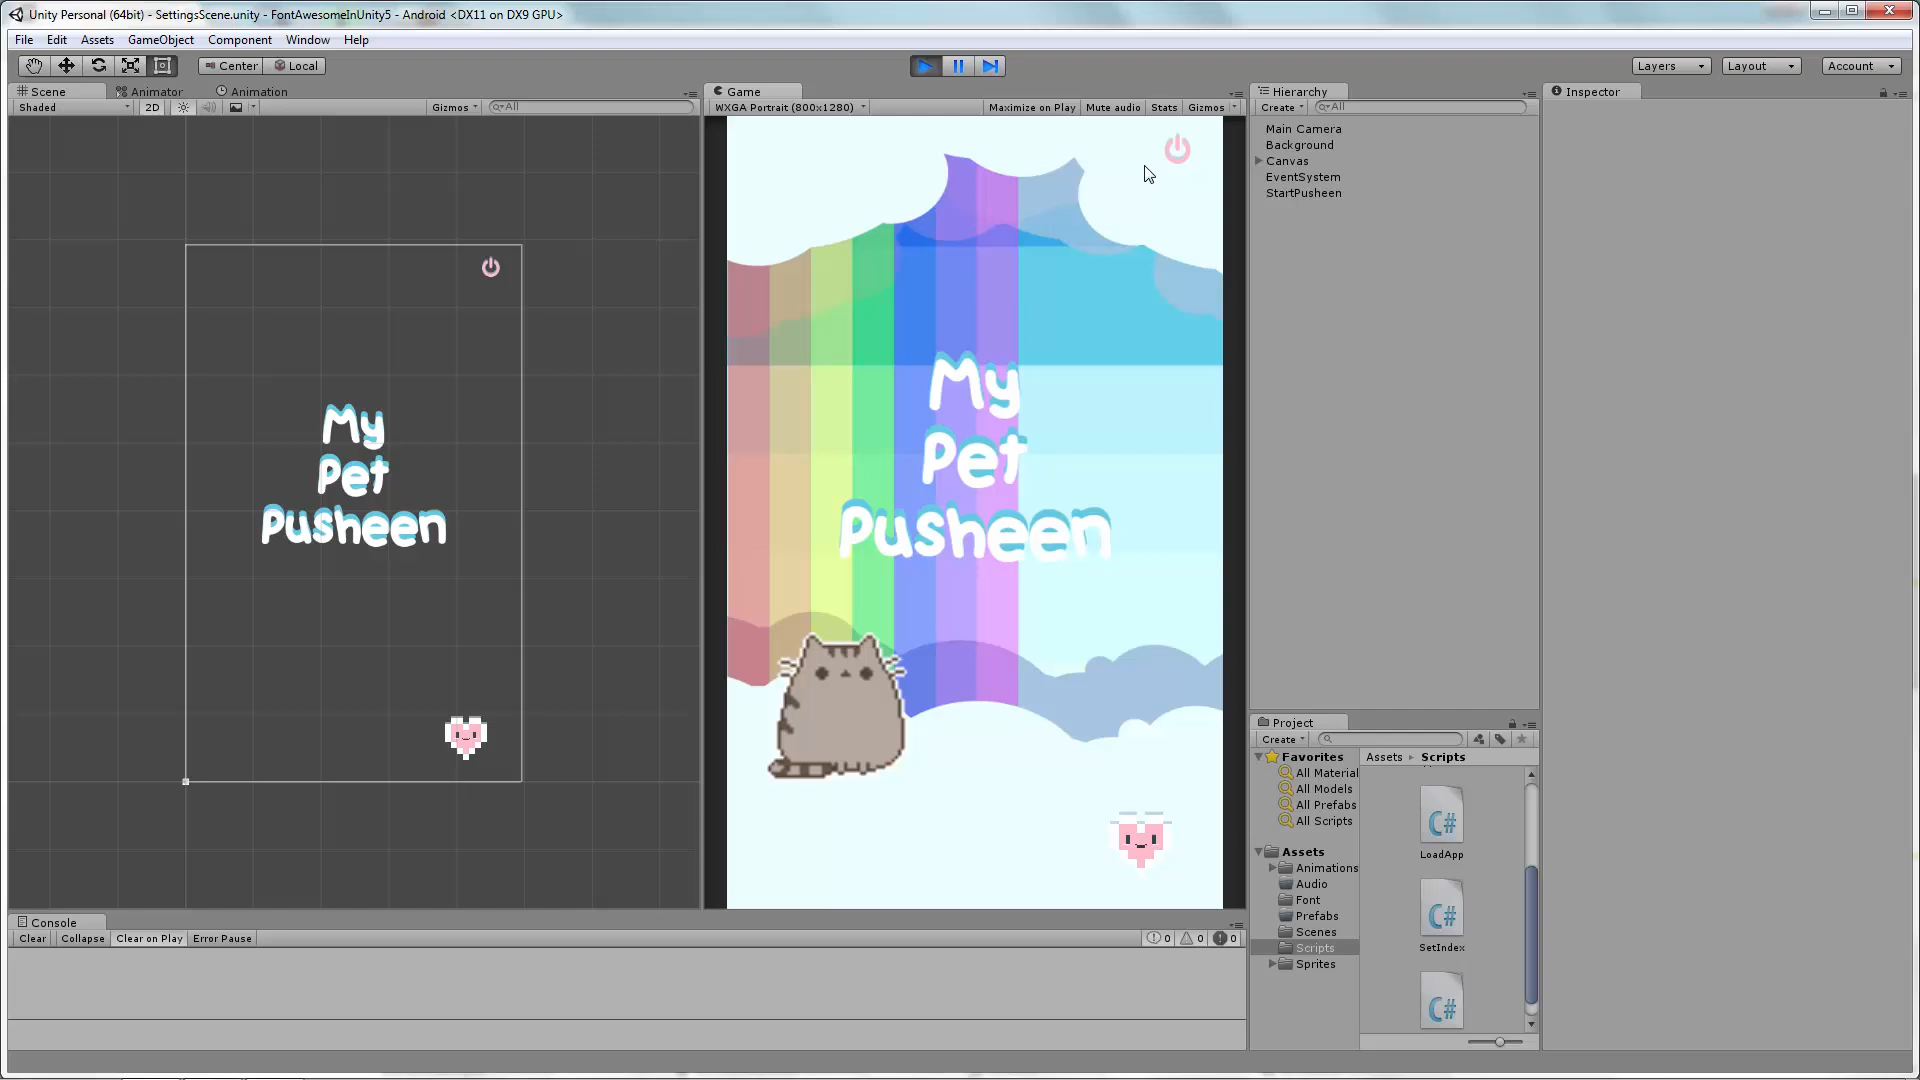 Unity Personal (64bit) - SettingsScene.unity - FontAwesomeInUnity5 - Android <DX11 on DX9 GPU>
File Edit Assets GameObject Component Window Help
Center Local Layers Layout Account
Scene Animator Animation
Shaded 2D Gizmos All
My
Pet
Pusheen
Game
WXGA Portrait (800x1280) Maximize on Play Mute audio Stats Gizmos
My
Pet
Pusheen
Hierarchy
Create All
Main Camera
Background
Canvas
EventSystem
StartPusheen
Inspector
Project
Create
Favorites
All Material
All Models
All Prefabs
All Scripts
Assets
Animations
Audio
Font
Prefabs
Scenes
Scripts
Sprites
Assets Scripts
C#
LoadApp
C#
SetIndex
C#
Console
Clear Collapse Clear on Play Error Pause 0 0 0